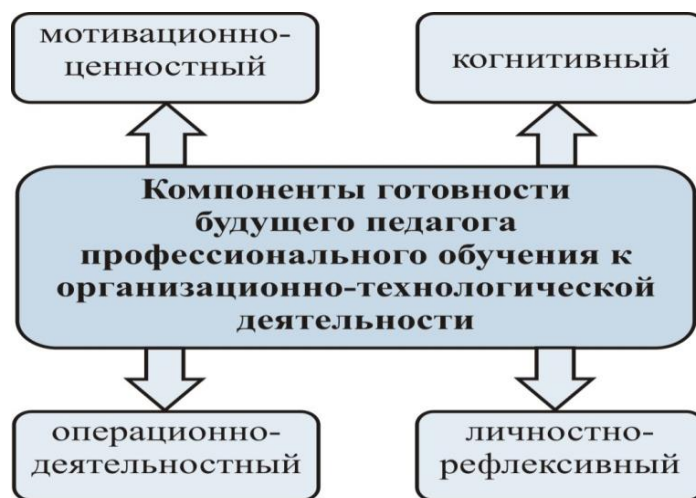 мотивационно-
ценностный
когнитивный
Компоненты готовности
будущего педагога
профессионального обучения к
организационно-технологической
деятельности
операционно-
деятельностный
личностно-
рефлексивный